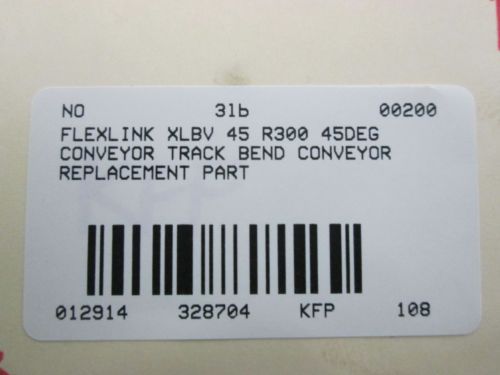 NO 31b 00200
FLEXLINK XLBV 45 R300 45DEG
CONVEYOR TRACK BEND CONVEYOR
REPLACEMENT PART
012914 328704 KFP 108